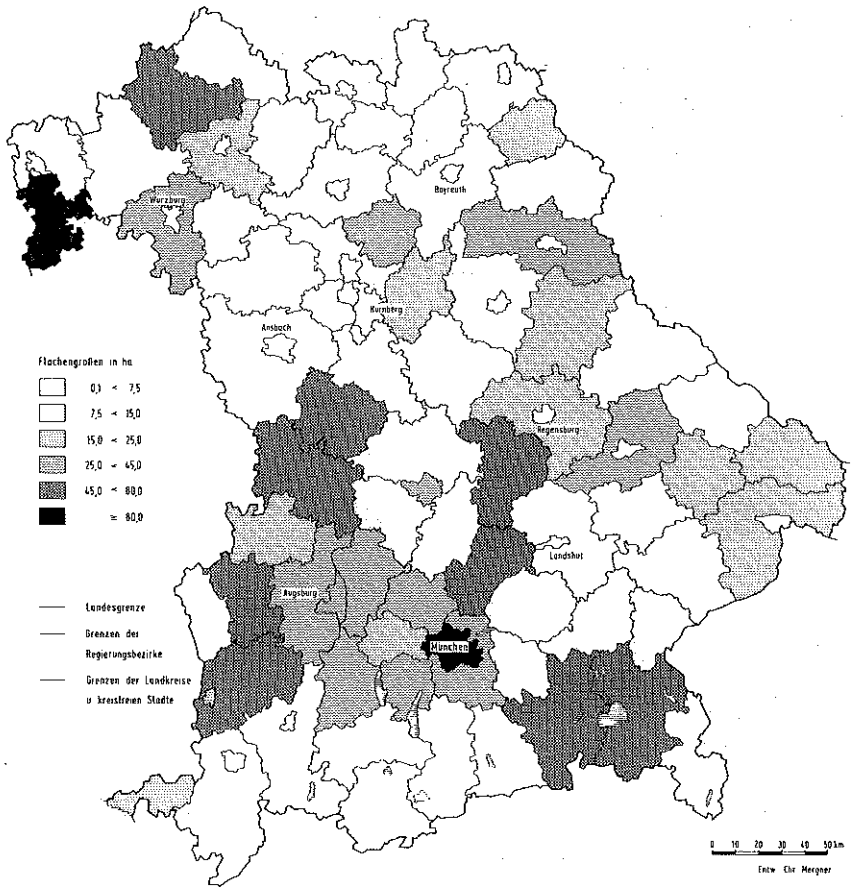 Bayreuth
Würzburg
Nürnberg
Ansbach
Flächengrößen in ha
0,1 < 7,5
7,5 < 15,0
15,0 < 25,0
25,0 < 45,0
45,0 < 80,0
≥ 80,0
Regensburg
Landshut
Augsburg
München
Landesgrenze
Grenzen der
Regierungsbezirke
Grenzen der Landkreise
u kreisfreien Städte
0 10 20 30 40 50 km
Entw Chr Mergner